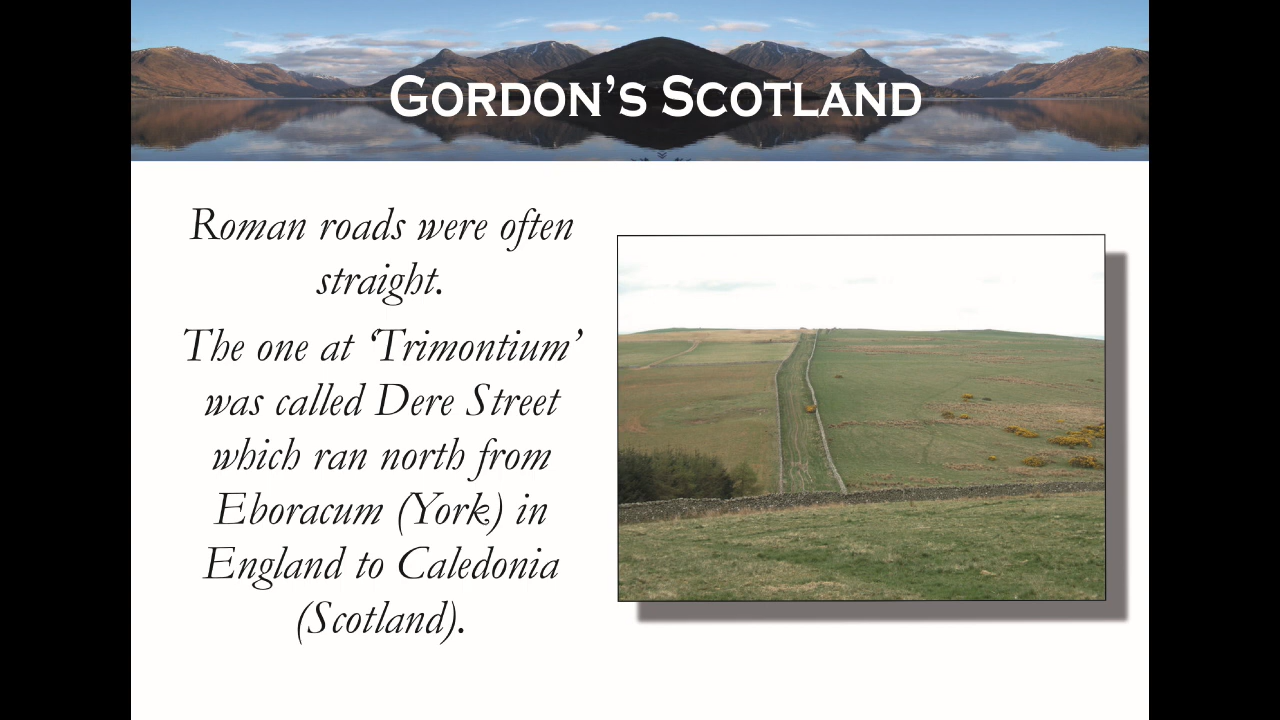 GORDON'S SCOTLAND
Roman roads were often
straight.
The one at ‘Trimontium’
was called Dere Street
which ran north from
Eboracum (York) in
England to Caledonia
(Scotland).